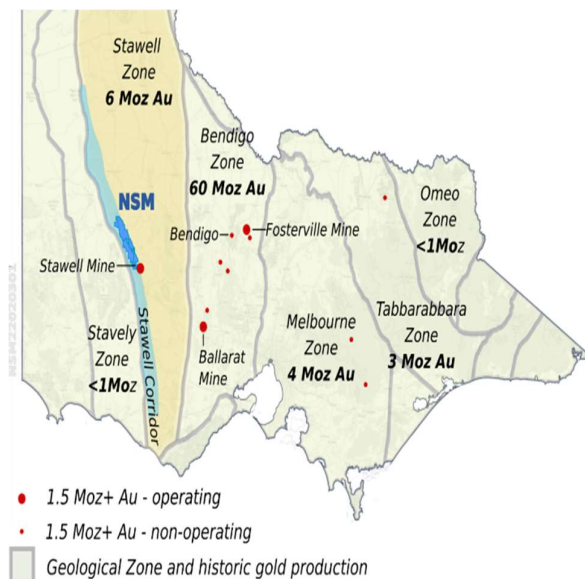 Stawell
Zone
6 Moz Au
Bendigo
Zone
60 Moz Au
Omeo
Zone
<1Moz
NSM
Bendigo
Fosterville Mine
Stawell Mine
Stavely
Zone
<1Moz
Stawell Corridor
Ballarat
Mine
Melbourne
Zone
4 Moz Au
Tabbarabbara
Zone
3 Moz Au
NSM22020301
1.5 Moz+ Au - operating
1.5 Moz+ Au - non-operating
Geological Zone and historic gold production